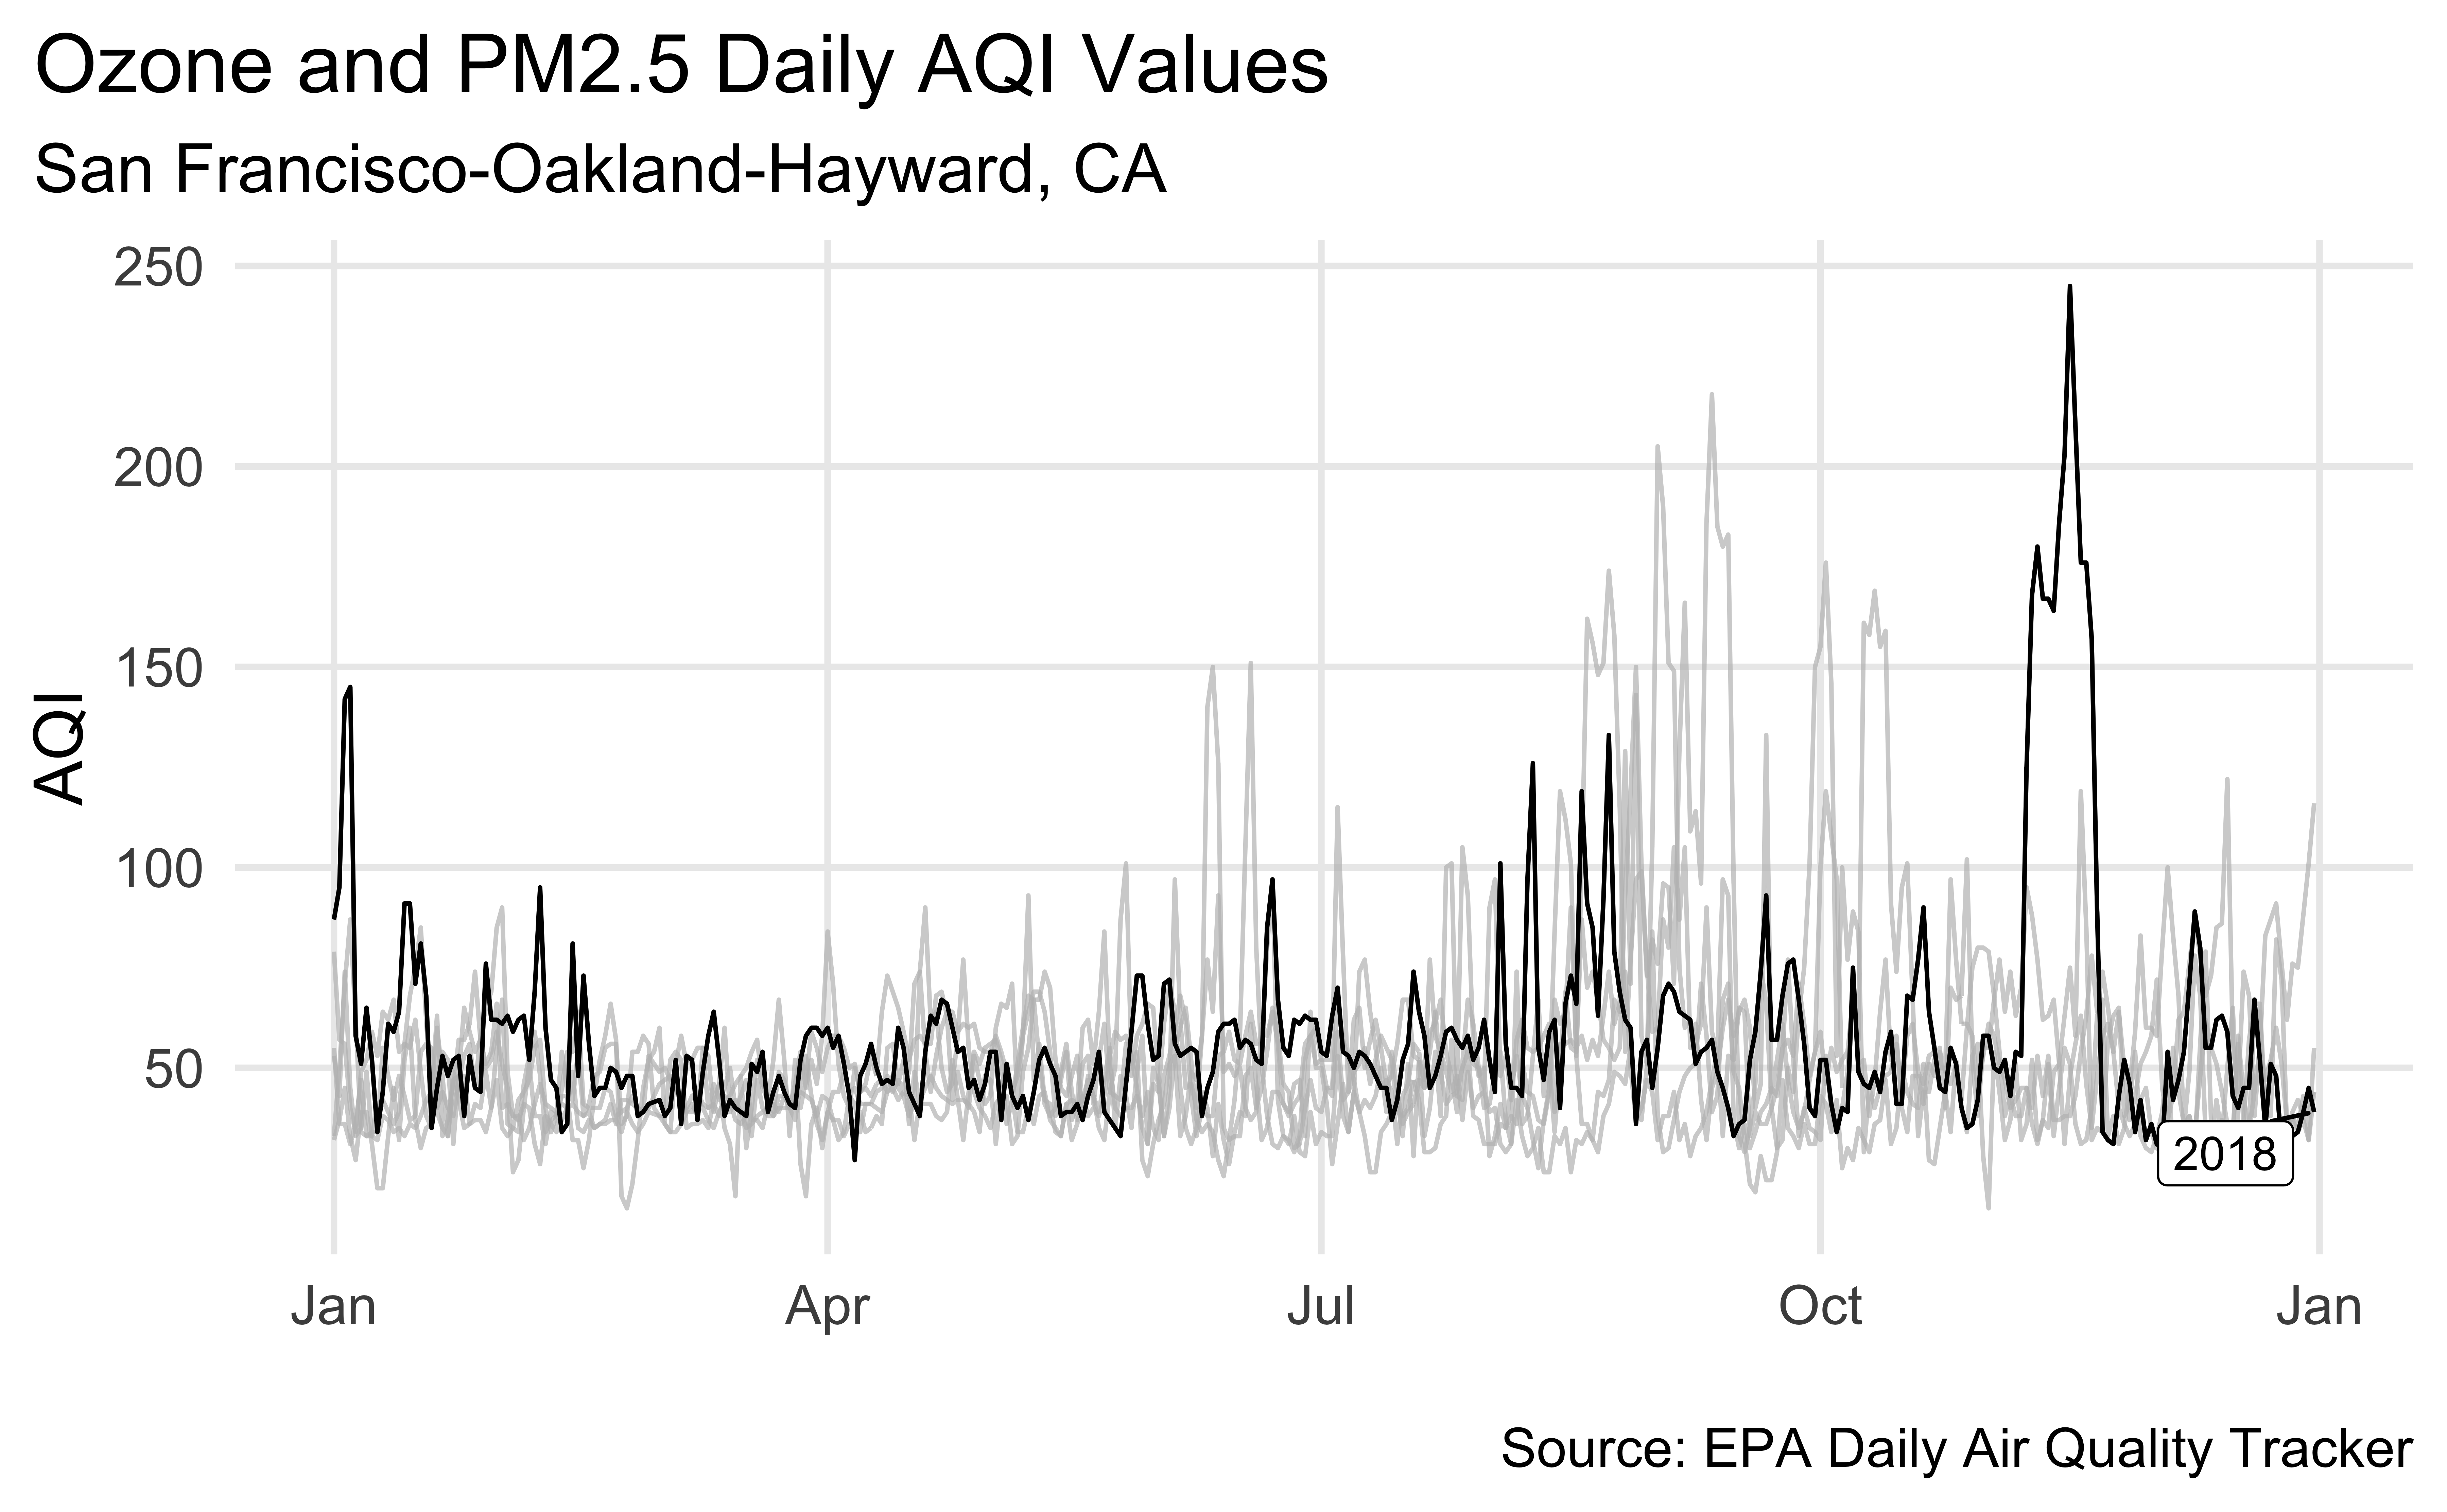 Ozone and PM2.5 Daily AQI Values
San Francisco-Oakland-Hayward, CA
250
200
150
100
50
AQI
2018
Jan Apr Jul Oct Jan
Source: EPA Daily Air Quality Tracker